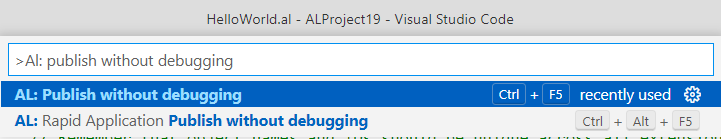 HelloWorld.al - ALProject19 - Visual Studio Code
>Al: publish without debugging
AL: Publish without debugging Ctrl + F5 recently used
AL: Rapid Application Publish without debugging Ctrl + Alt + F5